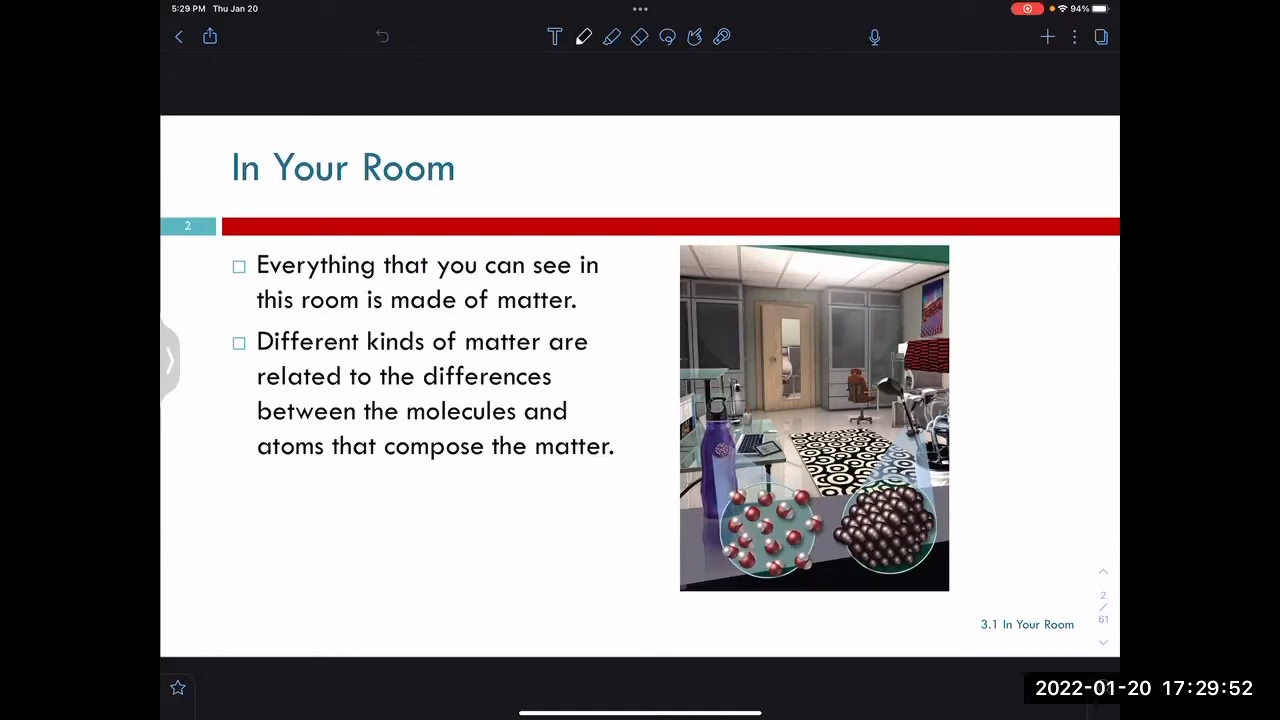 5:29 PM Thu Jan 20
94%
In Your Room
2
Everything that you can see in
this room is made of matter.
Different kinds of matter are
related to the differences
between the molecules and
atoms that compose the matter.
2
/
61
3.1 In Your Room
2022-01-20 17:29:52